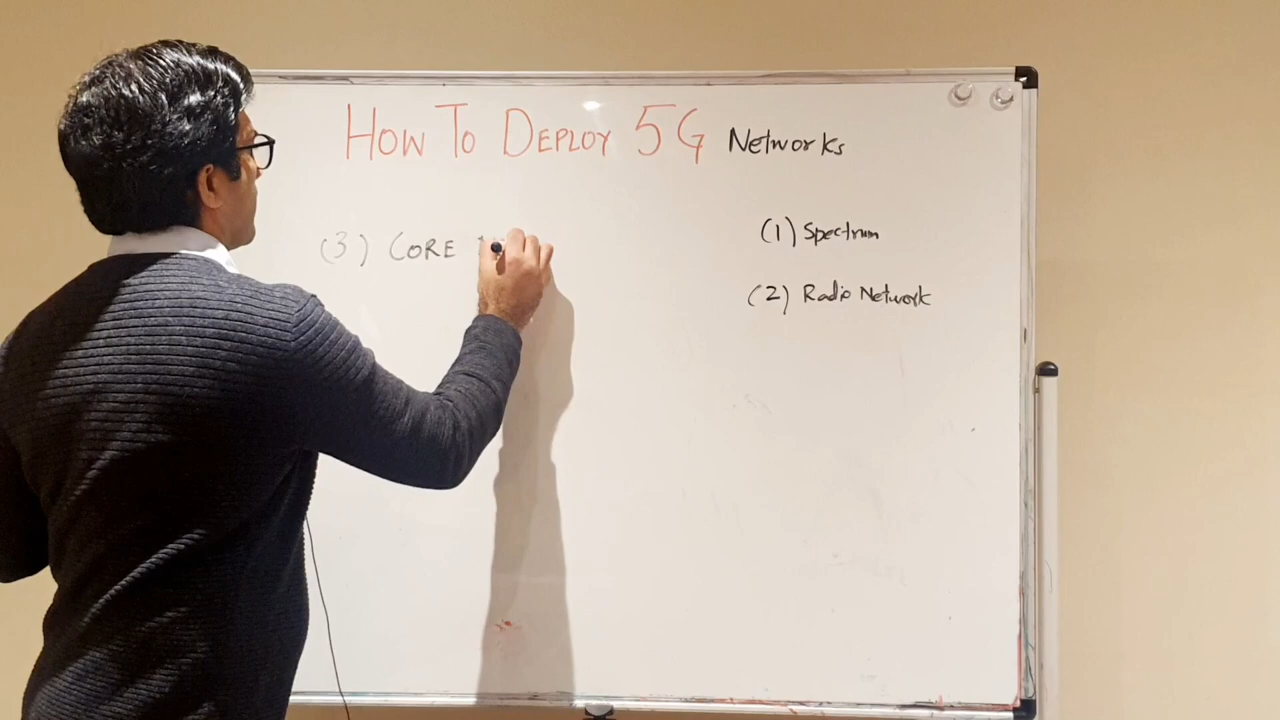 How To Deploy 5G Networks
(1) Spectrum
(2) Radio Network
(3) CORE